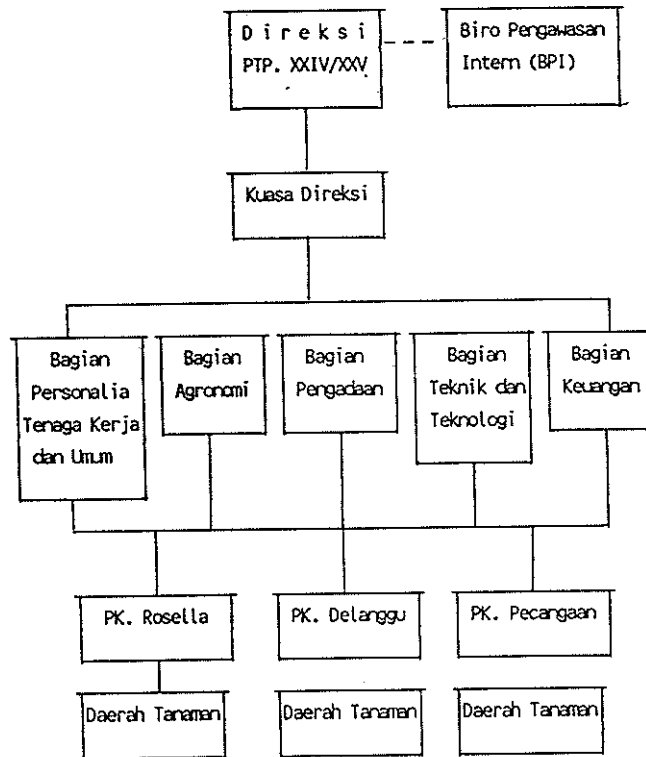 D i r e k s i
PTP. XXIV/XXV
Biro Pengawasan
Intern (BPI)
Kuasa Direksi
Bagian
Personalia
Tenaga Kerja
dan Umum
Bagian
Agronomi
Bagian
Pengadaan
Bagian
Teknik dan
Teknologi
Bagian
Keuangan
PK. Rosella
PK. Delanggu
PK. Pecangaan
Daerah Tanaman
Daerah Tanaman
Daerah Tanaman